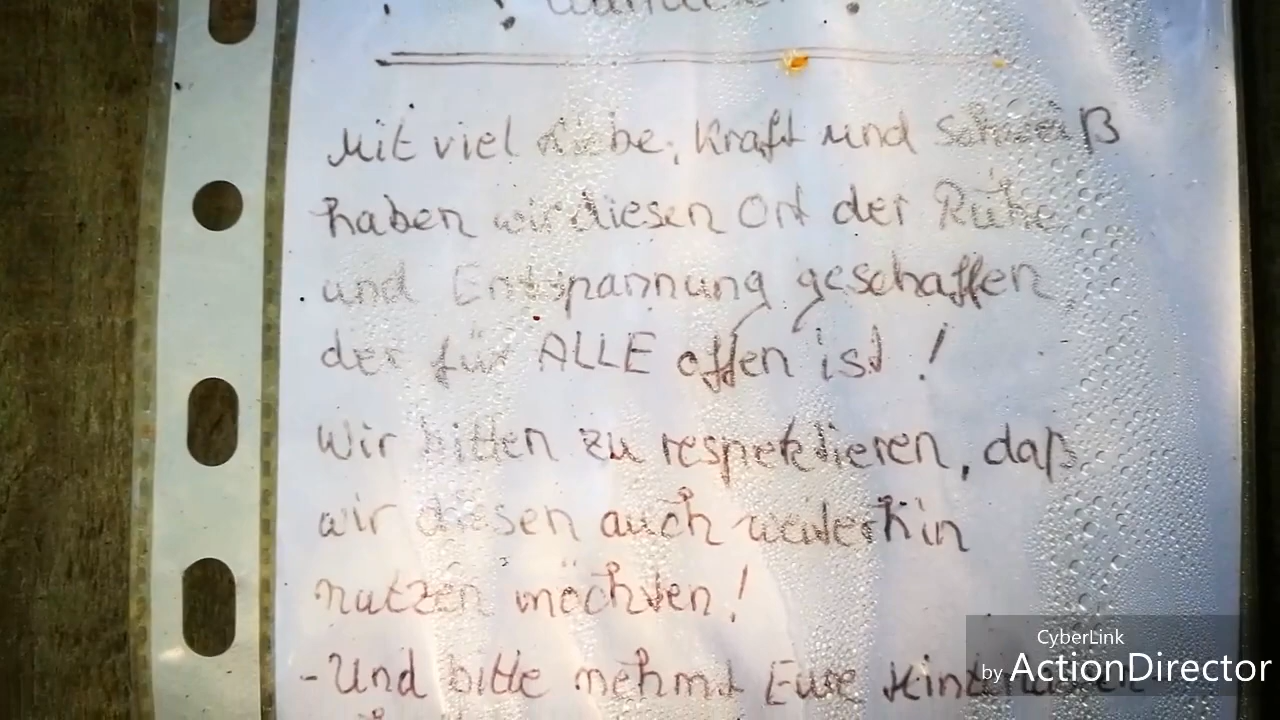 Mit viel Liebe, Kraft und Schweiß
haben wir diesen Ort der Ruhe
und Entspannung geschaffen,
der für ALLE offen ist!
Wir bitten zu respektieren, daß
wir diesen auch weiterhin
nutzen möchten!
-Und bitte nehmt Eure
CyberLink
by ActionDirector